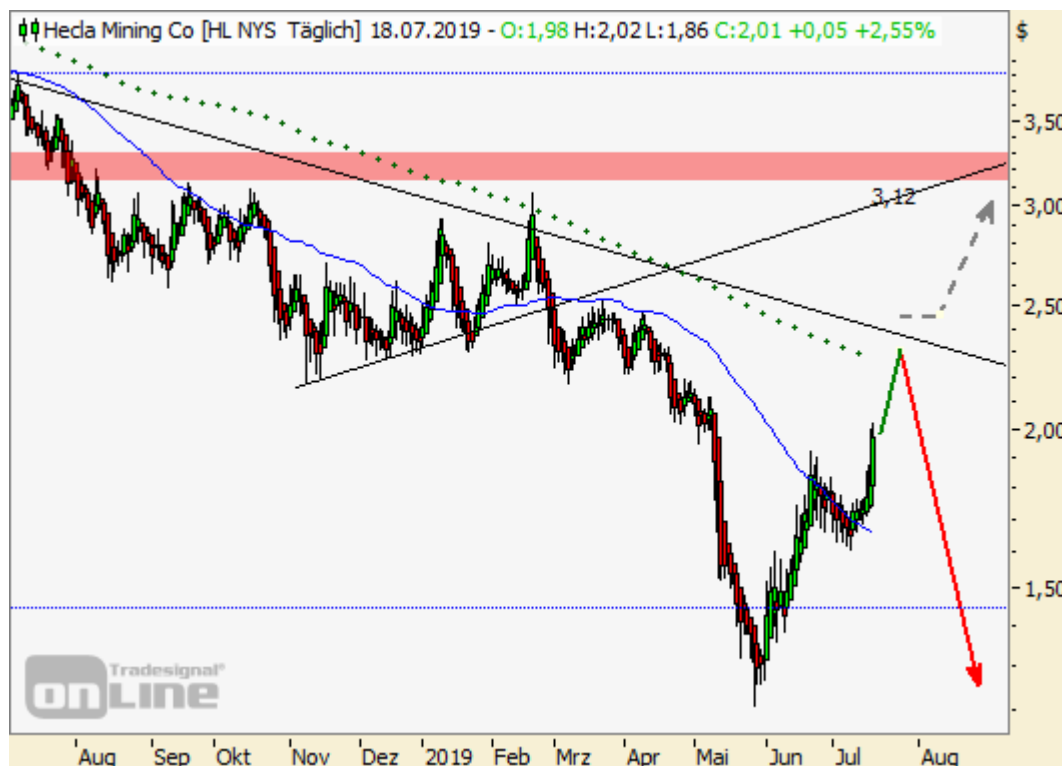 Hecla Mining Co [HL NYS Täglich] 18.07.2019 - O:1,98 H:2,02 L:1,86 C:2,01 +0,05 +2,55%
$
3,50
3,12
3,00
2,50
2,00
1,50
Tradesignal®
onLine
Aug Sep Okt Nov Dez 2019 Feb Mrz Apr Mai Jun Jul Aug